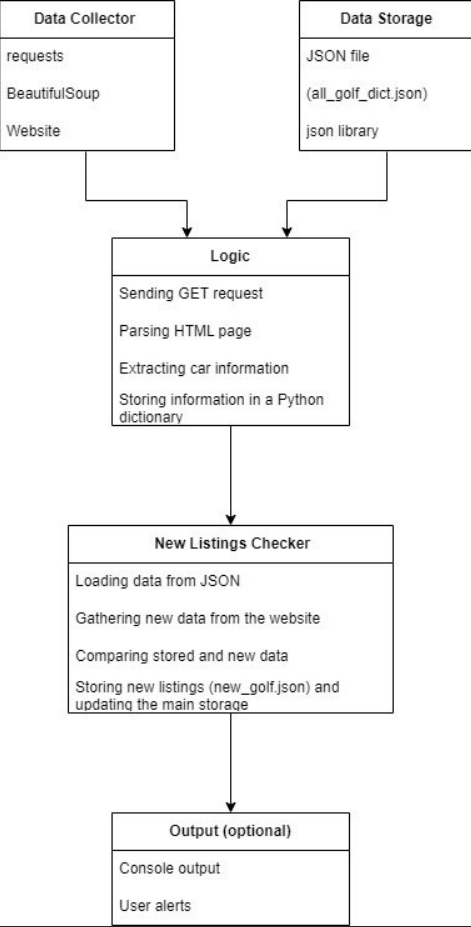 Data Collector
requests
BeautifulSoup
Website
Data Storage
JSON file
(all_golf_dict.json)
json library
Logic
Sending GET request
Parsing HTML page
Extracting car information
Storing information in a Python
dictionary
New Listings Checker
Loading data from JSON
Gathering new data from the website
Comparing stored and new data
Storing new listings (new_golf.json) and
updating the main storage
Output (optional)
Console output
User alerts